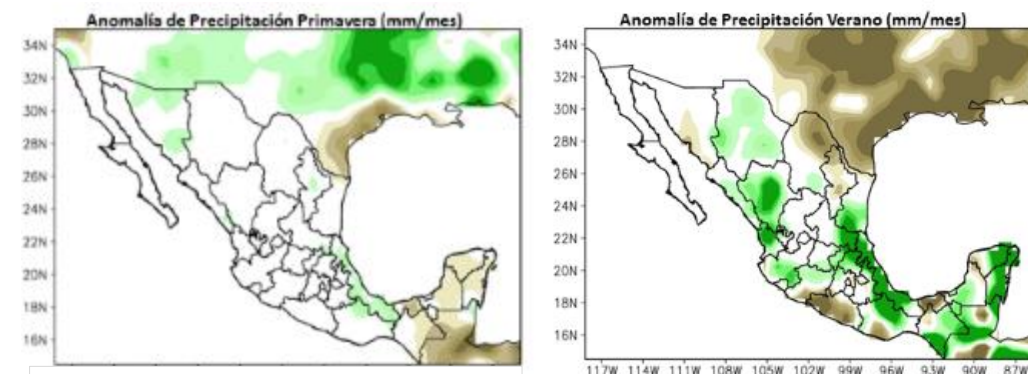 Anomalía de Precipitación Primavera (mm/mes)
34N
32N
30N
28N
26N
24N
22N
20N
18N
16N
Anomalía de Precipitación Verano (mm/mes)
34N
32N
30N
28N
26N
24N
22N
20N
18N
16N
117W 114W 111W 108W 105W 102W 99W 96W 93W 90W 87W